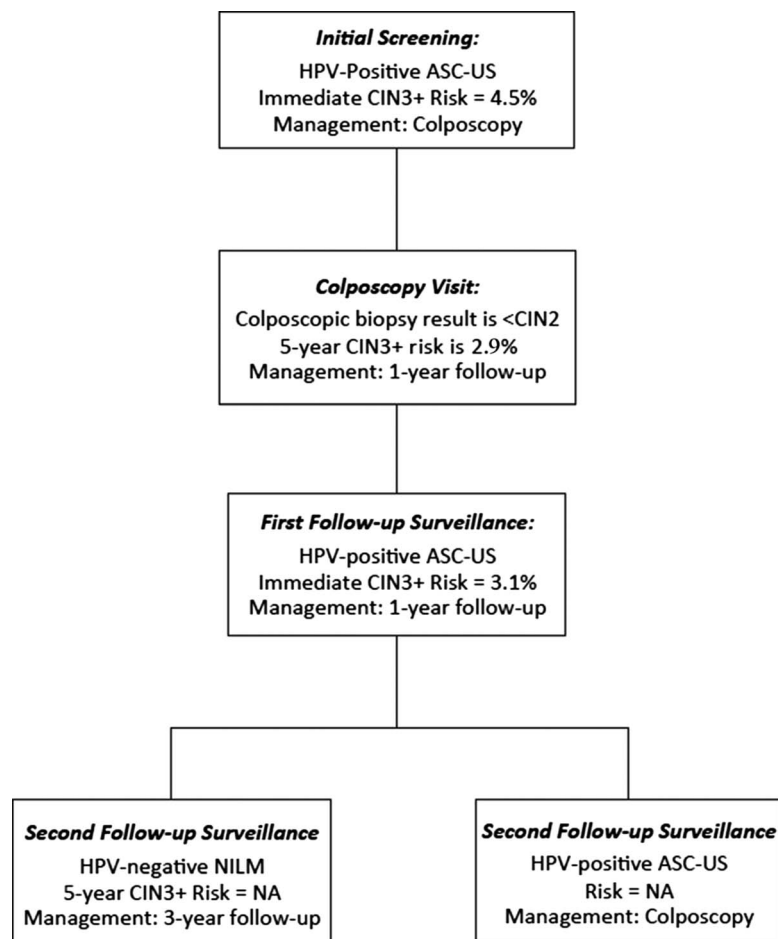 Initial Screening:
HPV-Positive ASC-US
Immediate CIN3+ Risk = 4.5%
Management: Colposcopy
Colposcopy Visit:
Colposcopic biopsy result is <CIN2
5-year CIN3+ risk is 2.9%
Management: 1-year follow-up
First Follow-up Surveillance:
HPV-positive ASC-US
Immediate CIN3+ Risk = 3.1%
Management: 1-year follow-up
Second Follow-up Surveillance
HPV-negative NILM
5-year CIN3+ Risk = NA
Management: 3-year follow-up
Second Follow-up Surveillance
HPV-positive ASC-US
Risk = NA
Management: Colposcopy